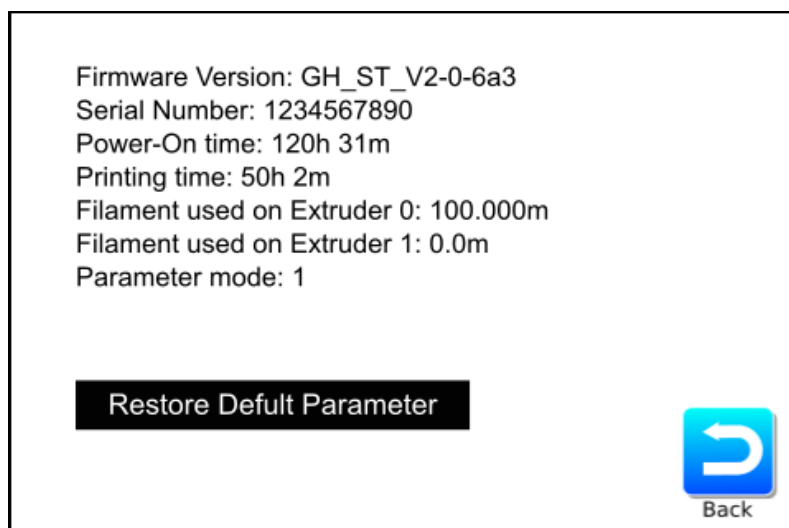 Firmware Version: GH_ST_V2-0-6a3
Serial Number: 1234567890
Power-On time: 120h 31m
Printing time: 50h 2m
Filament used on Extruder 0: 100.000m
Filament used on Extruder 1: 0.0m
Parameter mode: 1
Restore Defult Parameter
Back